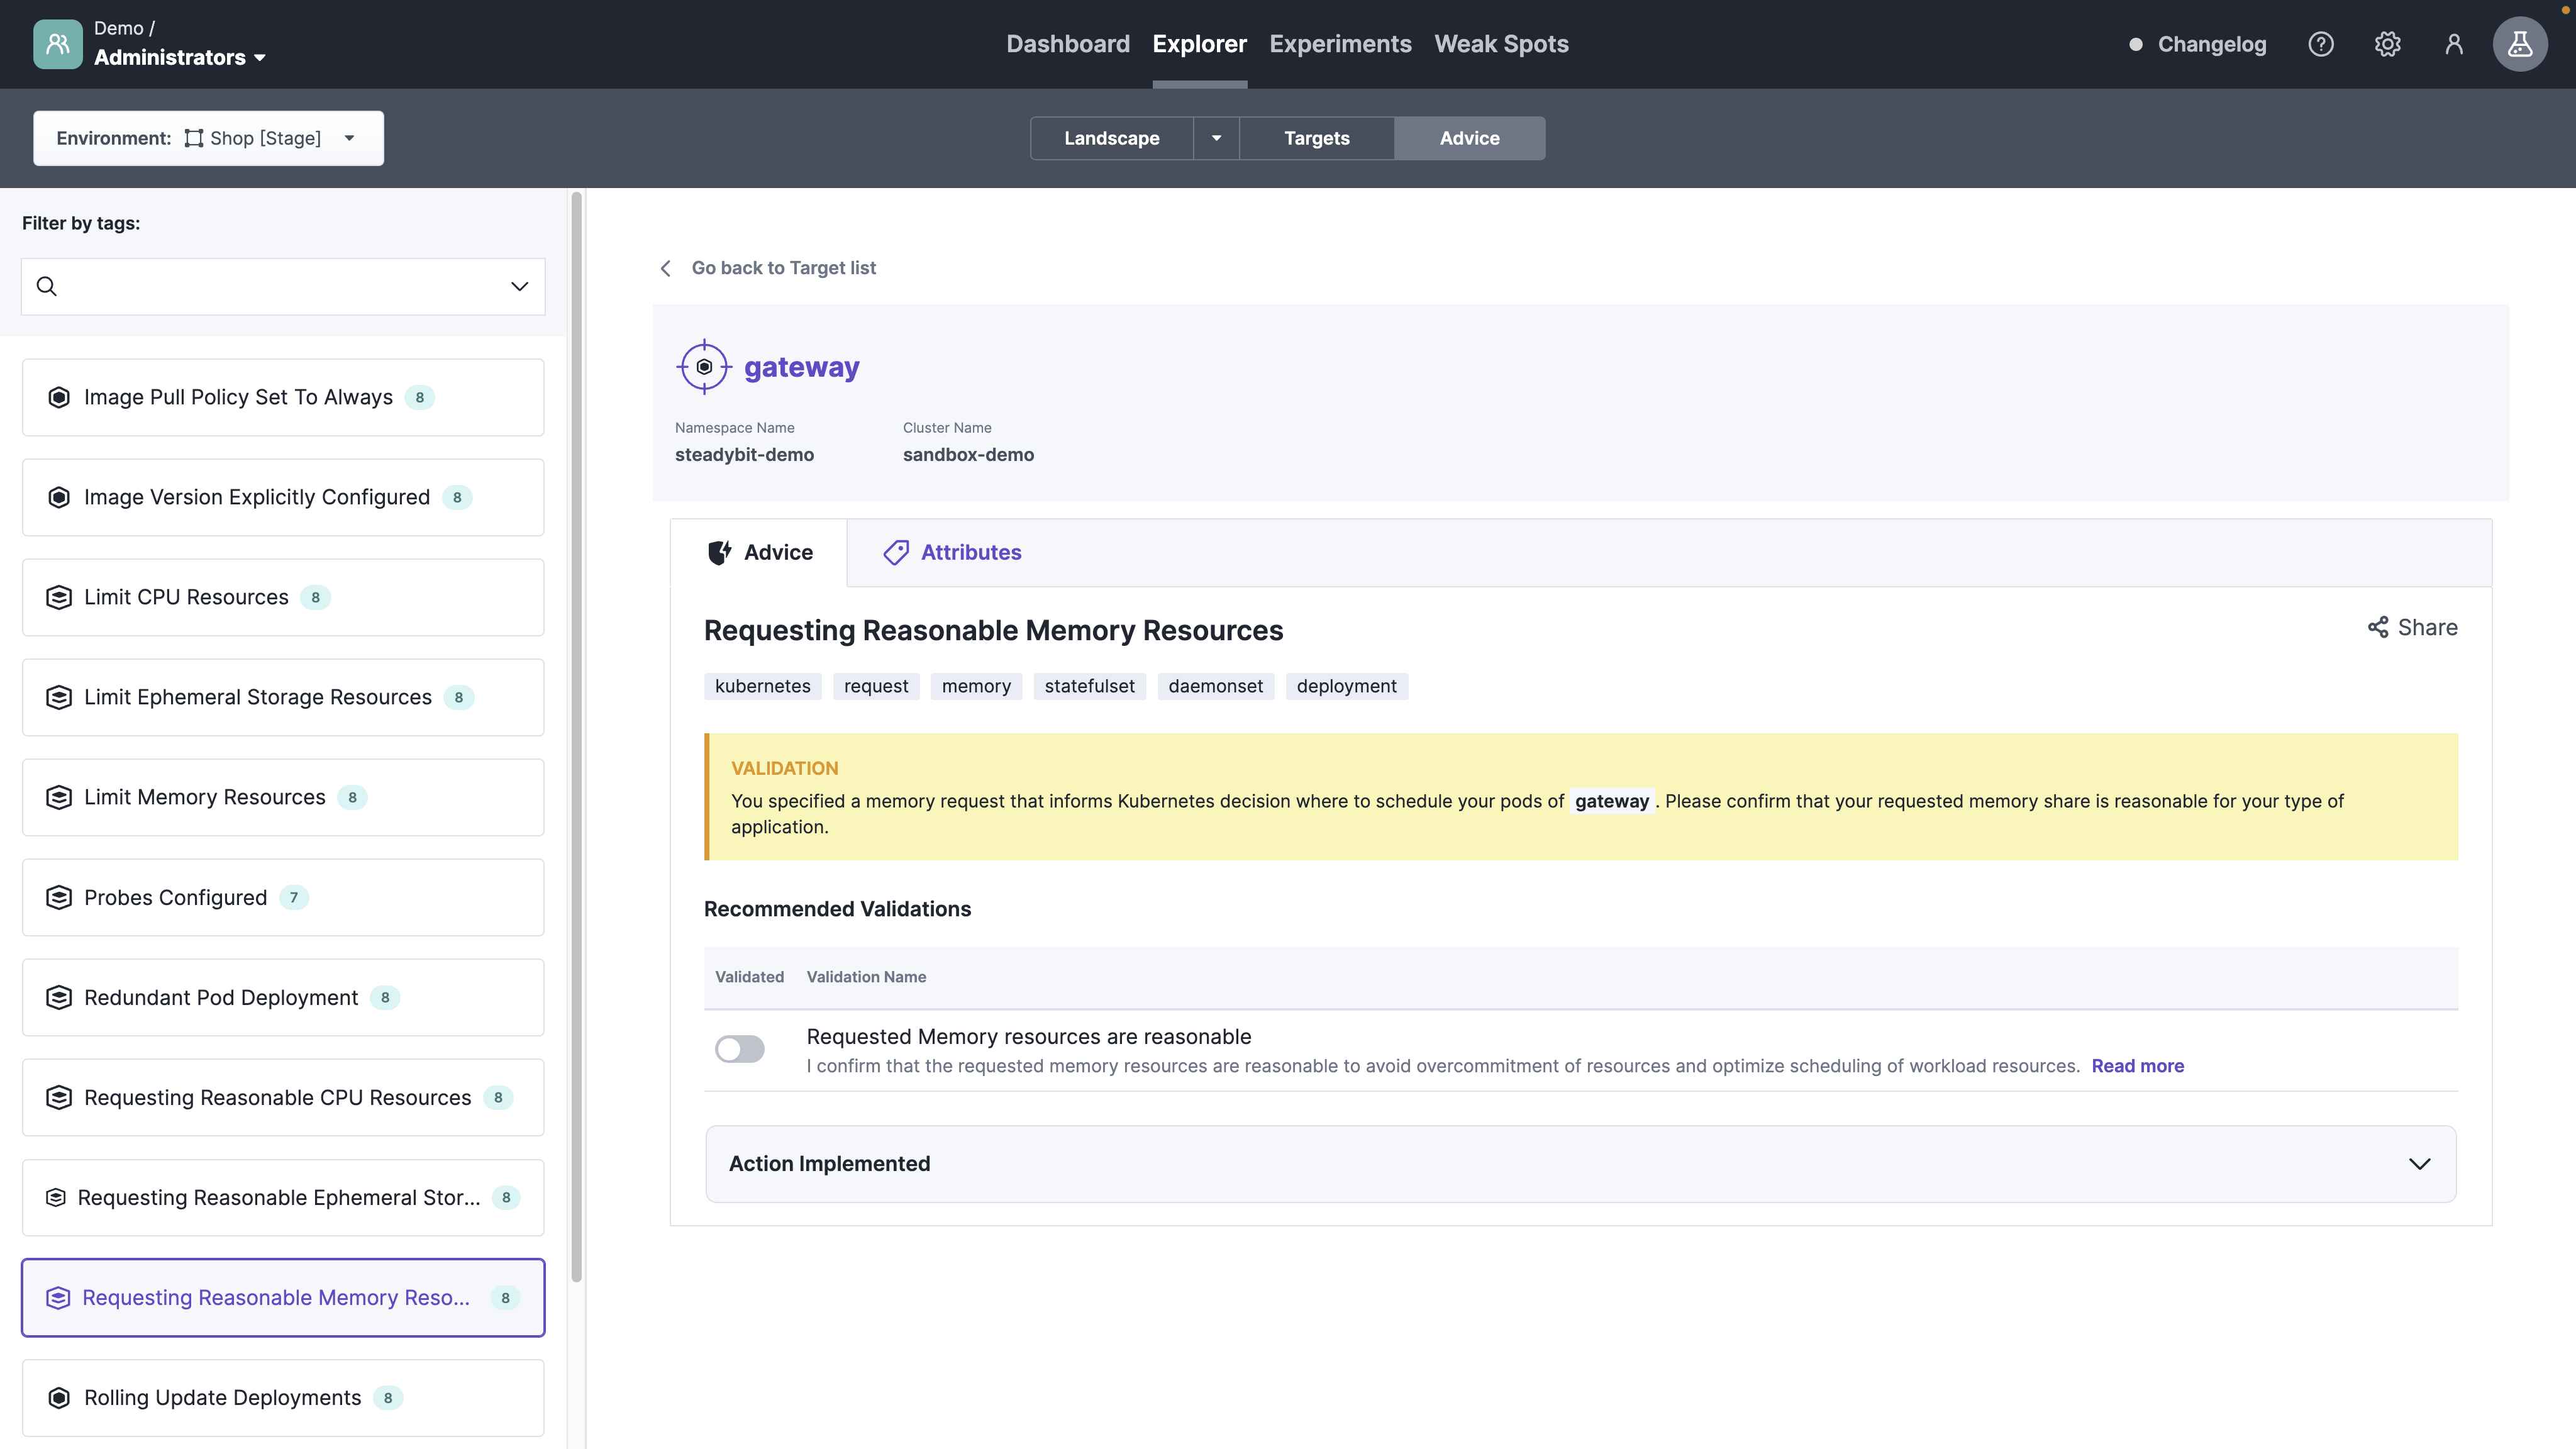 Demo /
Administrators
Dashboard Explorer Experiments Weak Spots
Changelog
Environment: Shop [Stage]
Landscape Targets Advice
Filter by tags:
Image Pull Policy Set To Always 8
Image Version Explicitly Configured 8
Limit CPU Resources 8
Limit Ephemeral Storage Resources 8
Limit Memory Resources 8
Probes Configured 7
Redundant Pod Deployment 8
Requesting Reasonable CPU Resources 8
Requesting Reasonable Ephemeral Stor... 8
Requesting Reasonable Memory Reso... 8
Rolling Update Deployments 8
Go back to Target list
gateway
Namespace Name Cluster Name
steadybit-demo sandbox-demo
Advice Attributes
Requesting Reasonable Memory Resources
Share
kubernetes request memory statefulset daemonset deployment
VALIDATION
You specified a memory request that informs Kubernetes decision where to schedule your pods of gateway . Please confirm that your requested memory share is reasonable for your type of
application.
Recommended Validations
Validated Validation Name
Requested Memory resources are reasonable
I confirm that the requested memory resources are reasonable to avoid overcommitment of resources and optimize scheduling of workload resources. Read more
Action Implemented